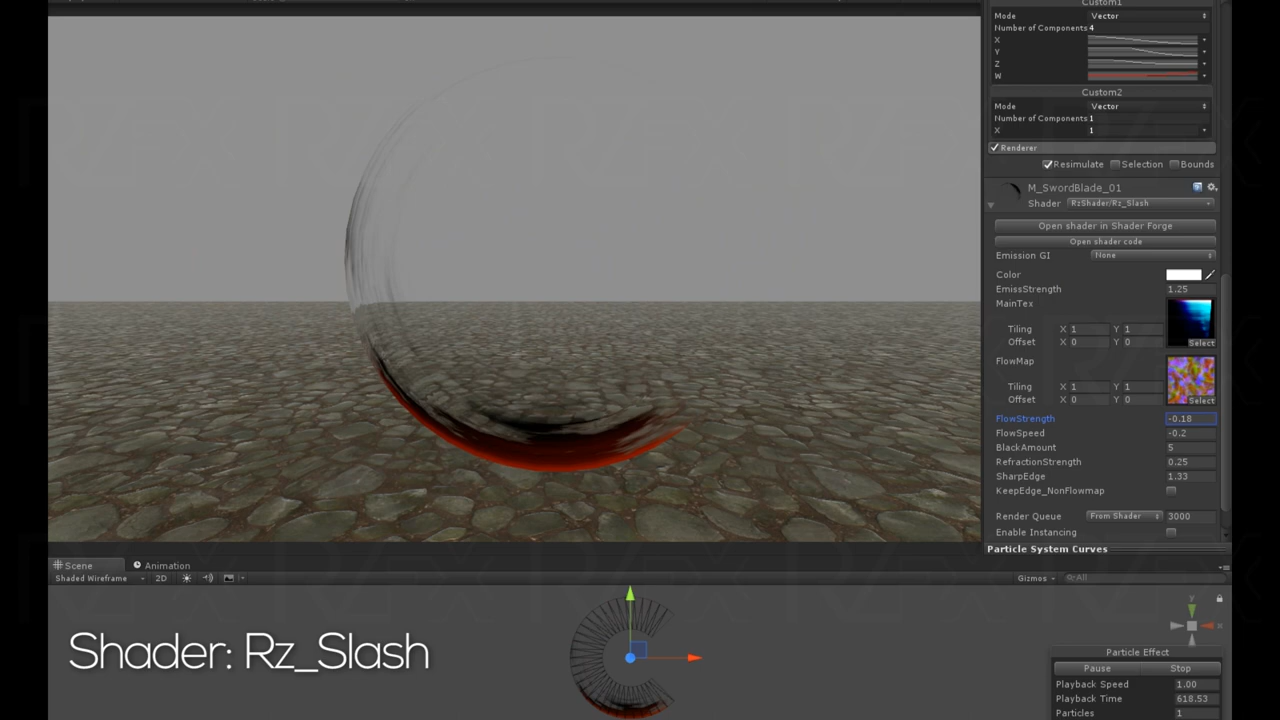 Custom1
Mode Vector
Number of Components 4
X
Y
Z
W
Custom2
Mode Vector
Number of Components 1
X 1
Renderer
Resimulate Selection Bounds
M_SwordBlade_01
Shader RzShader/Rz_Slash
Open shader in Shader Forge
Open shader code
Emission GI None
Color
EmissStrength 1.25
MainTex
Tiling X 1 Y 1
Offset X 0 Y 0
Select
FlowMap
Tiling X 1 Y 1
Offset X 0 Y 0
Select
FlowStrength -0.18
FlowSpeed -0.2
BlackAmount 5
RefractionStrength 0.25
SharpEdge 1.33
KeepEdge_NonFlowmap
Render Queue From Shader 3000
Enable Instancing
Particle System Curves
Scene Animation
Shaded Wireframe 2D Gizmos All
y
x
Shader: Rz_Slash
Particle Effect
Pause Stop
Playback Speed 1.00
Playback Time 618.53
Particles 1